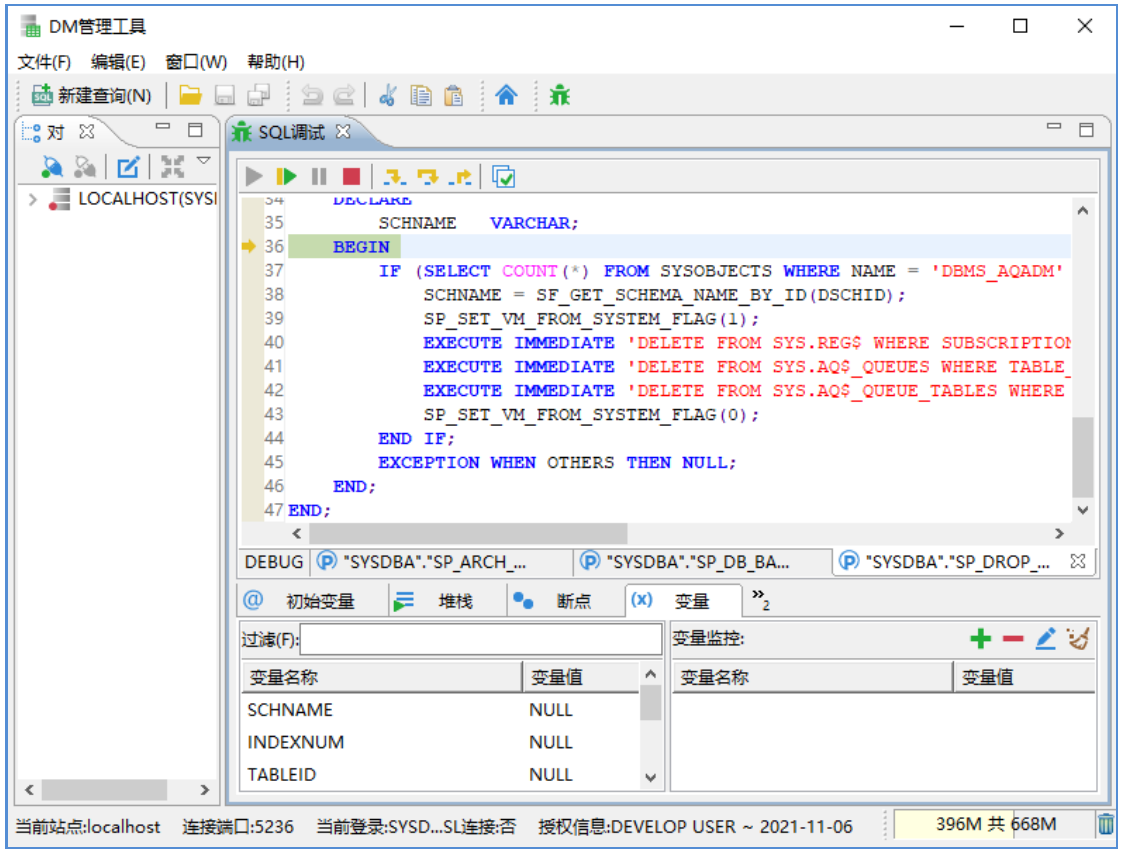 DM管理工具
文件(F) 编辑(E) 窗口(W) 帮助(H)
新建查询(N)
对
SQL调试
LOCALHOST(SYSI
34 DECLARE
35 SCHNAME VARCHAR;
36 BEGIN
37 IF (SELECT COUNT(*) FROM SYSOBJECTS WHERE NAME = 'DBMS_AQADM'
38 SCHNAME = SF_GET_SCHEMA_NAME_BY_ID(DSCHID);
39 SP_SET_VM_FROM_SYSTEM_FLAG(1);
40 EXECUTE IMMEDIATE 'DELETE FROM SYS.REG$ WHERE SUBSCRIPTION
41 EXECUTE IMMEDIATE 'DELETE FROM SYS.AQ$_QUEUES WHERE TABLE_
42 EXECUTE IMMEDIATE 'DELETE FROM SYS.AQ$_QUEUE_TABLES WHERE
43 SP_SET_VM_FROM_SYSTEM_FLAG(0);
44 END IF;
45 EXCEPTION WHEN OTHERS THEN NULL;
46 END;
47 END;
DEBUG "SYSDBA"."SP_ARCH_... "SYSDBA"."SP_DB_BA... "SYSDBA"."SP_DROP_...
初始变量 堆栈 断点 (x) 变量 »2
过滤(F): 变量监控:
变量名称 变量值 变量名称 变量值
SCHNAME NULL
INDEXNUM NULL
TABLEID NULL
当前站点:localhost 连接端口:5236 当前登录:SYSD...SL连接:否 授权信息:DEVELOP USER ~ 2021-11-06 396M 共 668M